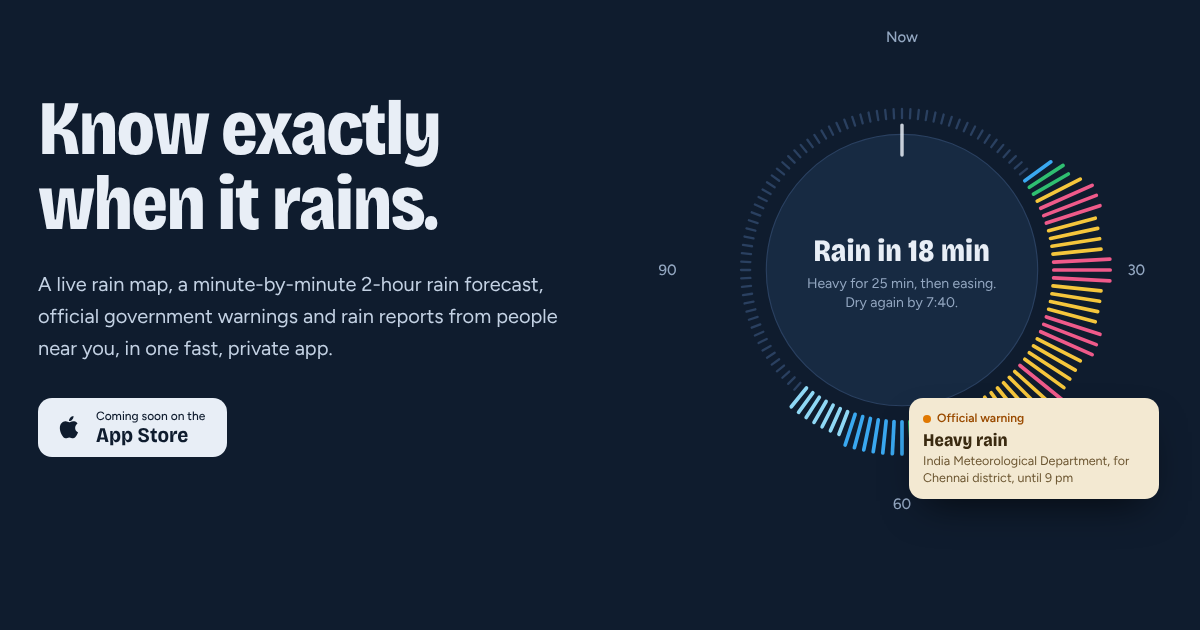 Know exactly
when it rains.
A live rain map, a minute-by-minute 2-hour rain forecast,
official government warnings and rain reports from people
near you, in one fast, private app.
Coming soon on the
App Store
Now
90
30
Rain in 18 min
Heavy for 25 min, then easing.
Dry again by 7:40.
Official warning
Heavy rain
India Meteorological Department, for
Chennai district, until 9 pm
60